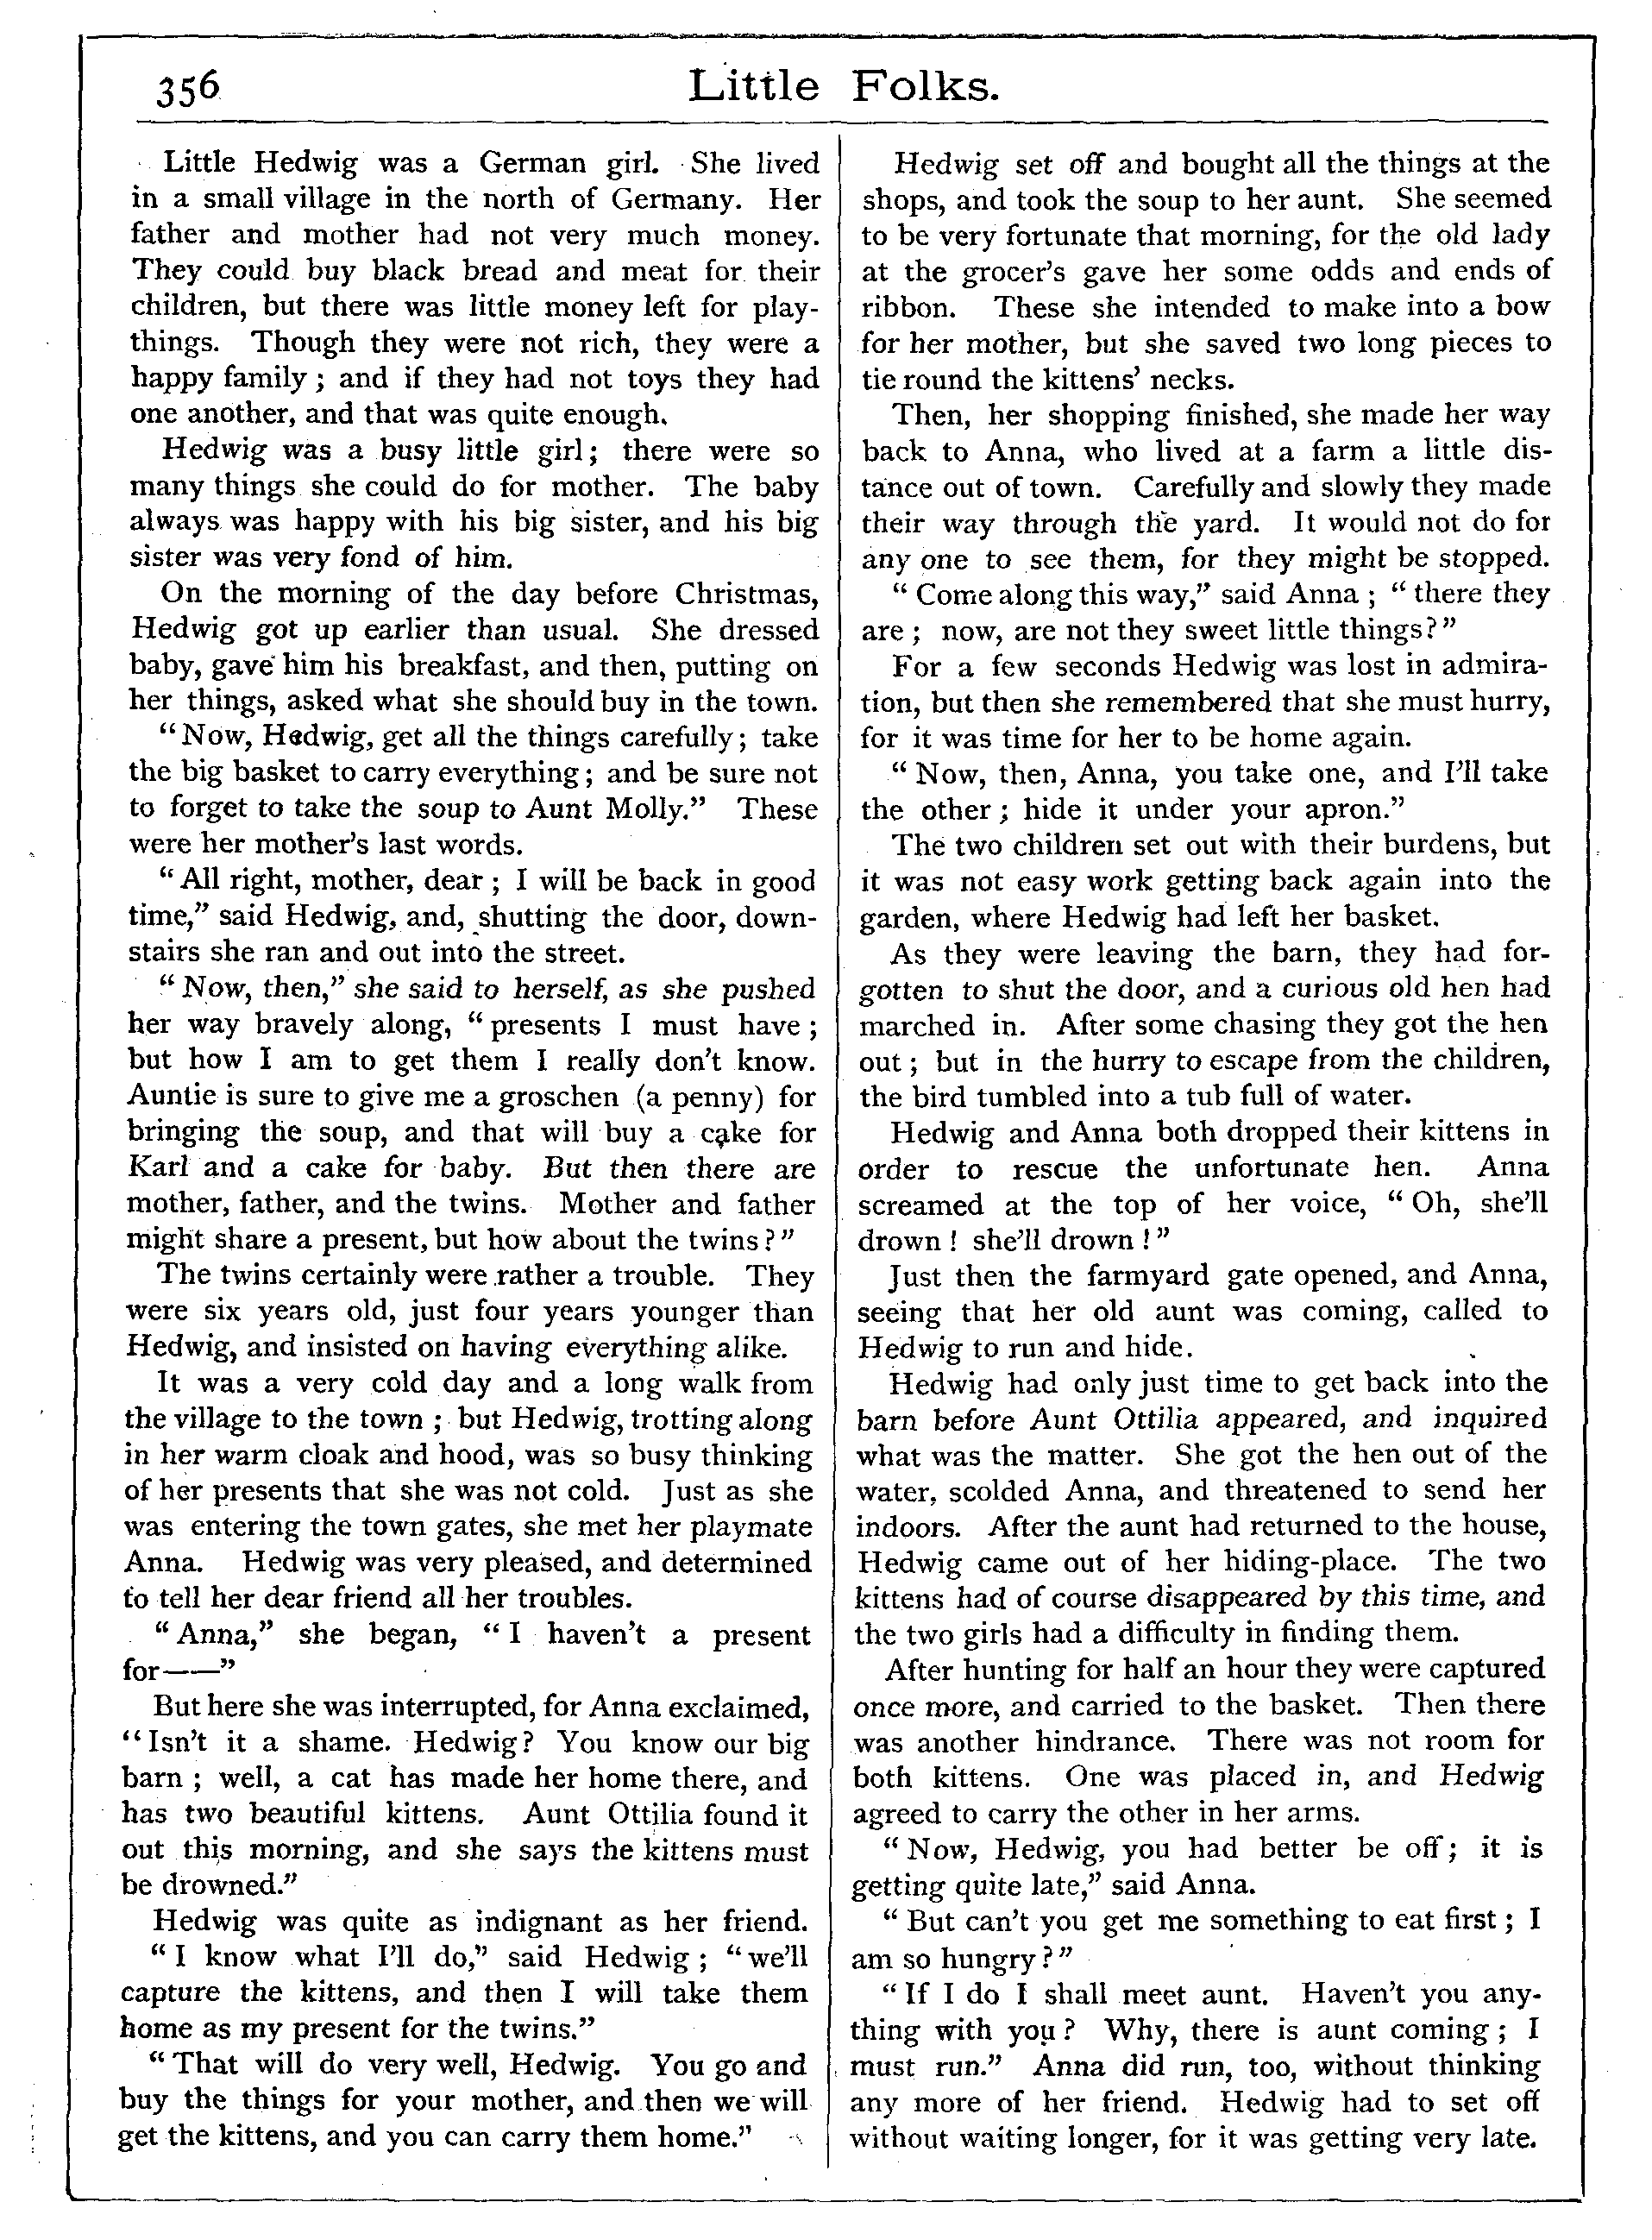 356
Little Folks.
Little Hedwig was a German girl. She lived
in a small village in the north of Germany. Her
father and mother had not very much money.
They could buy black bread and meat for their
children, but there was little money left for play-
things. Though they were not rich, they were a
happy family; and if they had not toys they had
one another, and that was quite enough.
Hedwig was a busy little girl; there were so
many things she could do for mother. The baby
always was happy with his big sister, and his big
sister was very fond of him.
On the morning of the day before Christmas,
Hedwig got up earlier than usual. She dressed
baby, gave him his breakfast, and then, putting on
her things, asked what she should buy in the town.
"Now, Hedwig, get all the things carefully; take
the big basket to carry everything; and be sure not
to forget to take the soup to Aunt Molly." These
were her mother's last words.
"All right, mother, dear; I will be back in good
time," said Hedwig, and, shutting the door, down-
stairs she ran and out into the street.
"Now, then," she said to herself, as she pushed
her way bravely along, "presents I must have;
but how I am to get them I really don't know.
Auntie is sure to give me a groschen (a penny) for
bringing the soup, and that will buy a cake for
Karl and a cake for baby. But then there are
mother, father, and the twins. Mother and father
might share a present, but how about the twins?"
The twins certainly were rather a trouble. They
were six years old, just four years younger than
Hedwig, and insisted on having everything alike.
It was a very cold day and a long walk from
the village to the town; but Hedwig, trotting along
in her warm cloak and hood, was so busy thinking
of her presents that she was not cold. Just as she
was entering the town gates, she met her playmate
Anna. Hedwig was very pleased, and determined
to tell her dear friend all her troubles.
"Anna," she began, "I haven't a present
for——"
But here she was interrupted, for Anna exclaimed,
"Isn't it a shame. Hedwig? You know our big
barn; well, a cat has made her home there, and
has two beautiful kittens. Aunt Ottilia found it
out this morning, and she says the kittens must
be drowned."
Hedwig was quite as indignant as her friend.
"I know what I'll do," said Hedwig; "we'll
capture the kittens, and then I will take them
home as my present for the twins."
"That will do very well, Hedwig. You go and
buy the things for your mother, and then we will
get the kittens, and you can carry them home."
Hedwig set off and bought all the things at the
shops, and took the soup to her aunt. She seemed
to be very fortunate that morning, for the old lady
at the grocer's gave her some odds and ends of
ribbon. These she intended to make into a bow
for her mother, but she saved two long pieces to
tie round the kittens' necks.
Then, her shopping finished, she made her way
back to Anna, who lived at a farm a little dis-
tance out of town. Carefully and slowly they made
their way through the yard. It would not do for
any one to see them, for they might be stopped.
"Come along this way," said Anna; "there they
are; now, are not they sweet little things?"
For a few seconds Hedwig was lost in admira-
tion, but then she remembered that she must hurry,
for it was time for her to be home again.
"Now, then, Anna, you take one, and I'll take
the other; hide it under your apron."
The two children set out with their burdens, but
it was not easy work getting back again into the
garden, where Hedwig had left her basket.
As they were leaving the barn, they had for-
gotten to shut the door, and a curious old hen had
marched in. After some chasing they got the hen
out; but in the hurry to escape from the children,
the bird tumbled into a tub full of water.
Hedwig and Anna both dropped their kittens in
order to rescue the unfortunate hen. Anna
screamed at the top of her voice, "Oh, she'll
drown! she'll drown!"
Just then the farmyard gate opened, and Anna,
seeing that her old aunt was coming, called to
Hedwig to run and hide.
Hedwig had only just time to get back into the
barn before Aunt Ottilia appeared, and inquired
what was the matter. She got the hen out of the
water, scolded Anna, and threatened to send her
indoors. After the aunt had returned to the house,
Hedwig came out of her hiding-place. The two
kittens had of course disappeared by this time, and
the two girls had a difficulty in finding them.
After hunting for half an hour they were captured
once more, and carried to the basket. Then there
was another hindrance. There was not room for
both kittens. One was placed in, and Hedwig
agreed to carry the other in her arms.
"Now, Hedwig, you had better be off; it is
getting quite late," said Anna.
"But can't you get me something to eat first; I
am so hungry?"
"If I do I shall meet aunt. Haven't you any-
thing with you? Why, there is aunt coming; I
must run." Anna did run, too, without thinking
any more of her friend. Hedwig had to set off
without waiting longer, for it was getting very late.